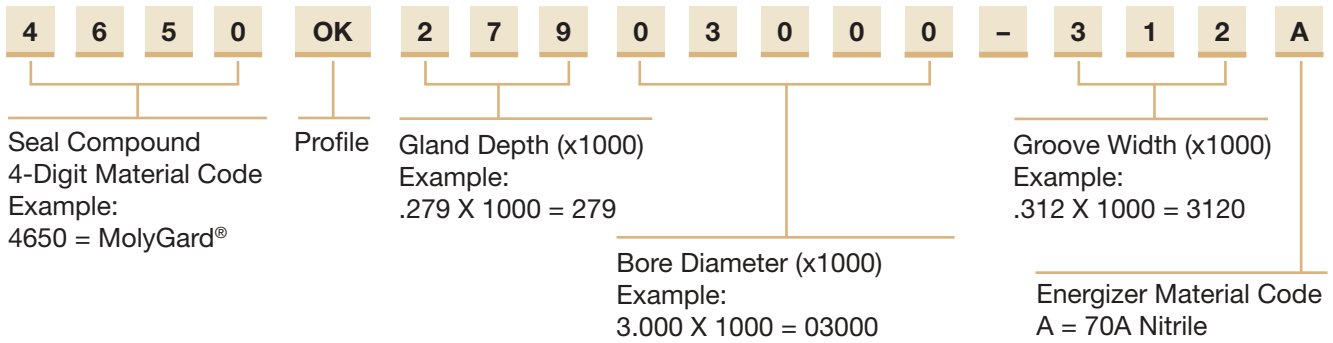 4 6 5 0 OK 2 7 9 0 3 0 0 0 – 3 1 2 A
Seal Compound
4-Digit Material Code
Example:
4650 = MolyGard®
Profile
Gland Depth (x1000)
Example:
.279 X 1000 = 279
Bore Diameter (x1000)
Example:
3.000 X 1000 = 03000
Groove Width (x1000)
Example:
.312 X 1000 = 3120
Energizer Material Code
A = 70A Nitrile